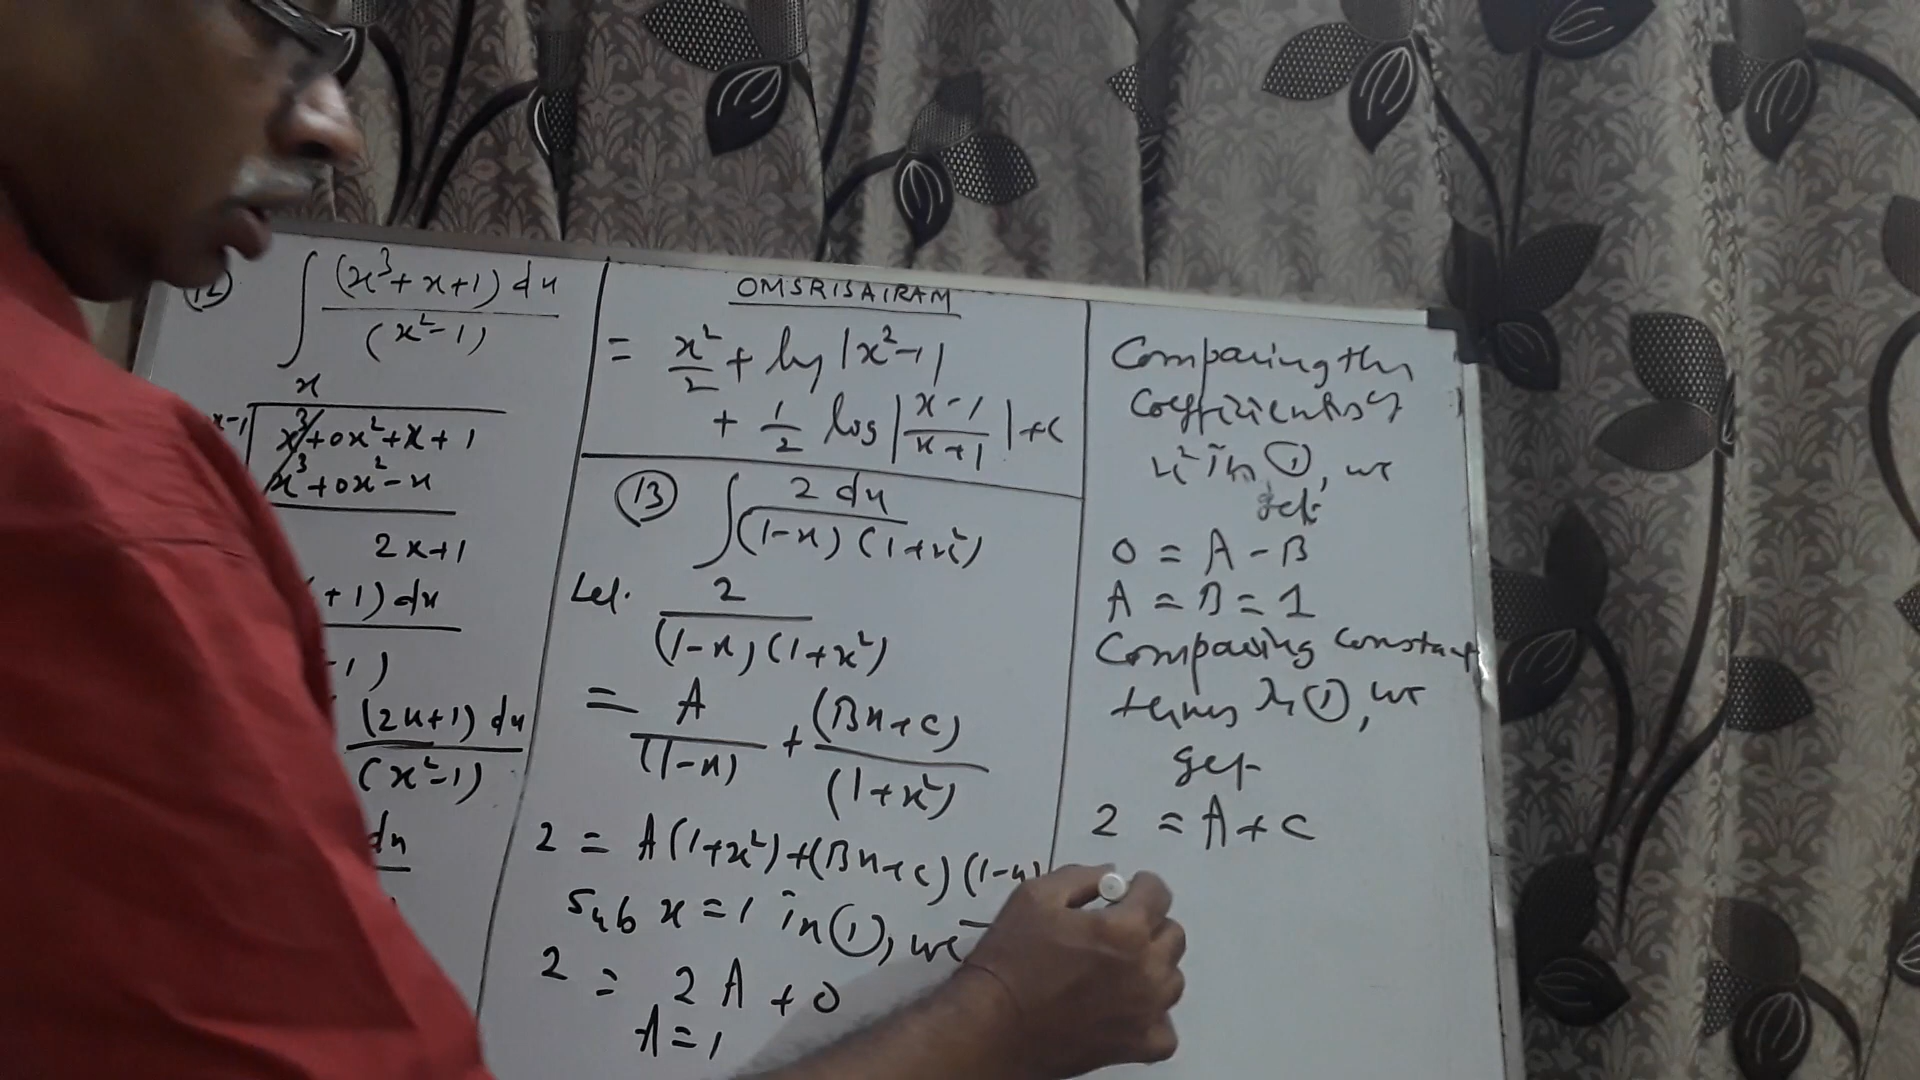 (12) ∫ (x³+x+1) dx
(x²-1)
x
x³+0x²+x+1
x³+0x²-x
2x+1
+1) dx
-1)
(2x+1) dx
(x²-1)
dx
OMSRISAIRAM
= x²/2 + log |x²-1|
+ 1/2 log |x-1/x+1| + c
(13) ∫ 2 dx
(1-x) (1+x²)
Let 2
(1-x) (1+x²)
= A/(1-x) + (Bx+c)/(1+x²)
2 = A(1+x²)+(Bx+c) (1-x)
Sub x=1 in (1), we
2 = 2A + 0
A=1
Comparing the
Coefficients of
x² in (1), we
get
0 = A - B
A = B = 1
Comparing constant
terms in (1), we
get
2 = A + C